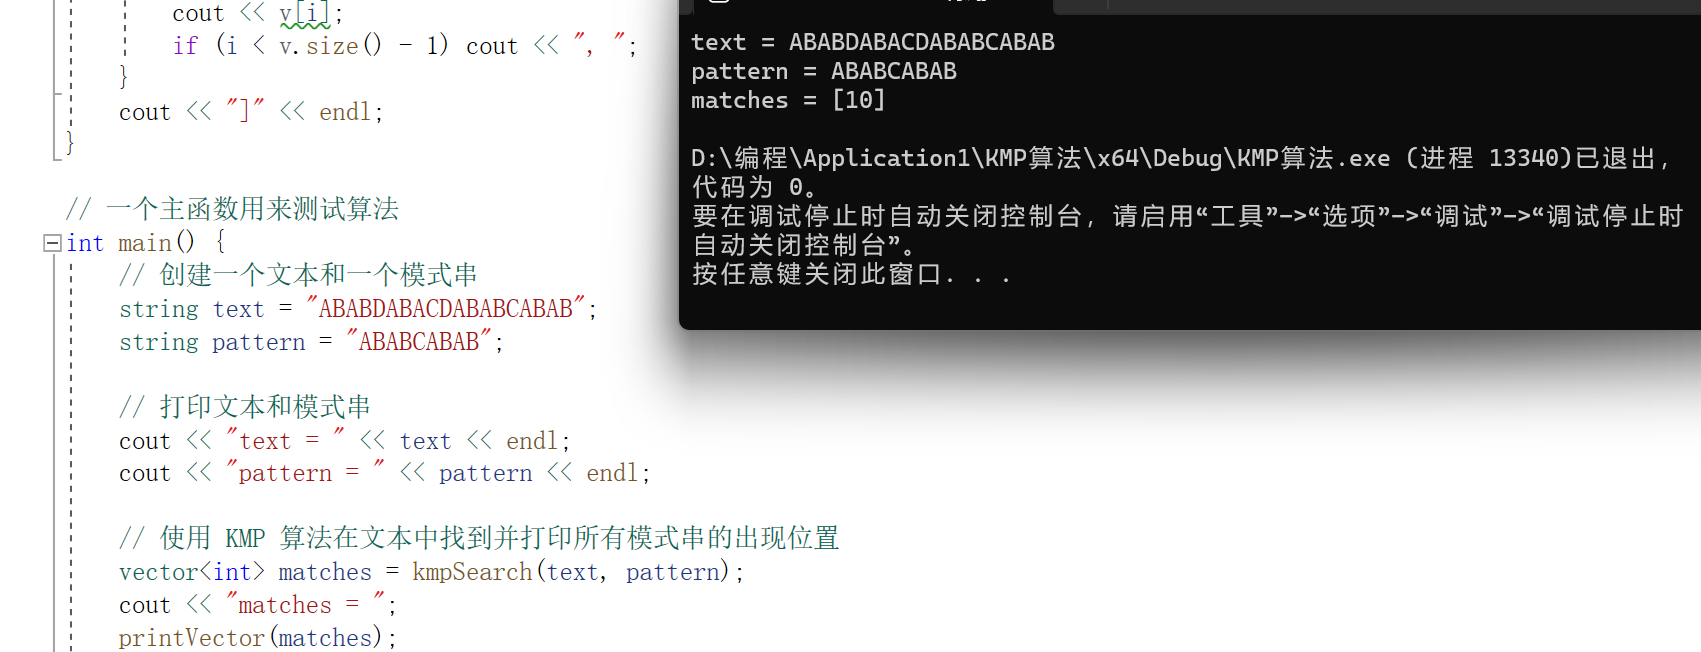 cout << v[i];
if (i < v.size() - 1) cout << ", ";
}
cout << "]" << endl;
}
// 一个主函数用来测试算法
int main() {
// 创建一个文本和一个模式串
string text = "ABABDABACDABABCABAB";
string pattern = "ABABCABAB";
// 打印文本和模式串
cout << "text = " << text << endl;
cout << "pattern = " << pattern << endl;
// 使用 KMP 算法在文本中找到并打印所有模式串的出现位置
vector<int> matches = kmpSearch(text, pattern);
cout << "matches = ";
printVector(matches);
text = ABABDABACDABABCABAB
pattern = ABABCABAB
matches = [10]
D:\编程\Application1\KMP算法\x64\Debug\KMP算法.exe (进程 13340)已退出，
代码为 0。
要在调试停止时自动关闭控制台，请启用“工具”->“选项”->“调试”->“调试停止时
自动关闭控制台”。
按任意键关闭此窗口. . .